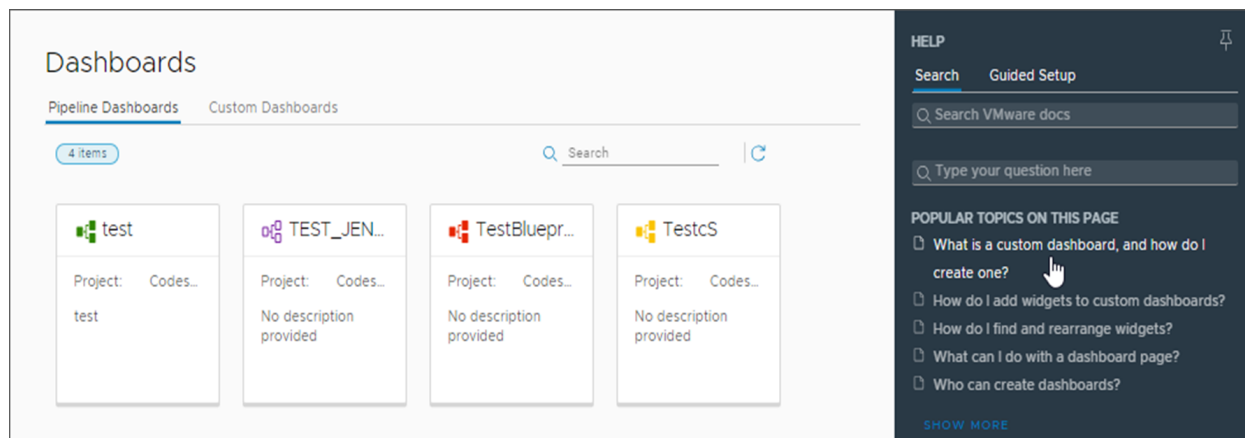 Dashboards
Pipeline Dashboards Custom Dashboards
4 items Search
test
Project: Codes...
test
TEST_JEN...
Project: Codes...
No description
provided
TestBluepr...
Project: Codes...
No description
provided
TestcS
Project: Codes...
No description
provided
HELP
Search Guided Setup
Search VMware docs
Type your question here
POPULAR TOPICS ON THIS PAGE
What is a custom dashboard, and how do I
create one?
How do I add widgets to custom dashboards?
How do I find and rearrange widgets?
What can I do with a dashboard page?
Who can create dashboards?
SHOW MORE